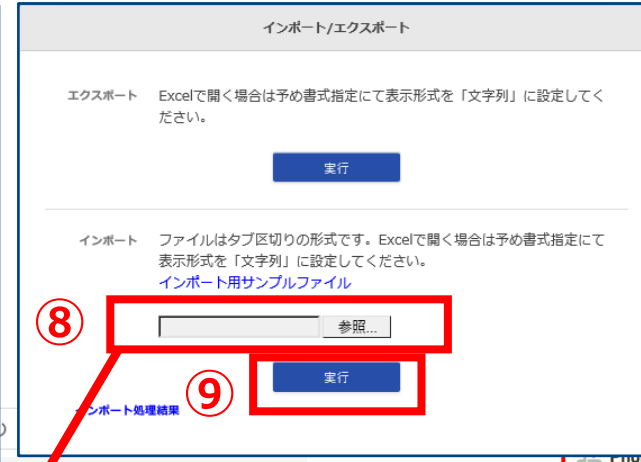 インポート/エクスポート
エクスポート Excelで開く場合は予め書式指定にて表示形式を「文字列」に設定してく
ださい。
実行
インポート ファイルはタブ区切りの形式です。Excelで開く場合は予め書式指定にて
表示形式を「文字列」に設定してください。
インポート用サンプルファイル
⑧
参照...
⑨
実行
インポート処理結果